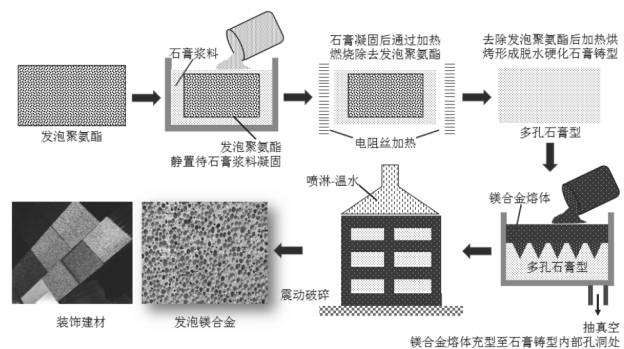 石膏浆料
发泡聚氨酯
发泡聚氨酯
静置待石膏浆料凝固
石膏凝固后通过加热
燃烧除去发泡聚氨酯
电阻丝加热
去除发泡聚氨酯后加热烘
烤形成脱水硬化石膏铸型
多孔石膏型
镁合金熔体
多孔石膏型
抽真空
镁合金熔体充型至石膏铸型内部孔洞处
喷淋-温水
震动破碎
发泡镁合金
装饰建材